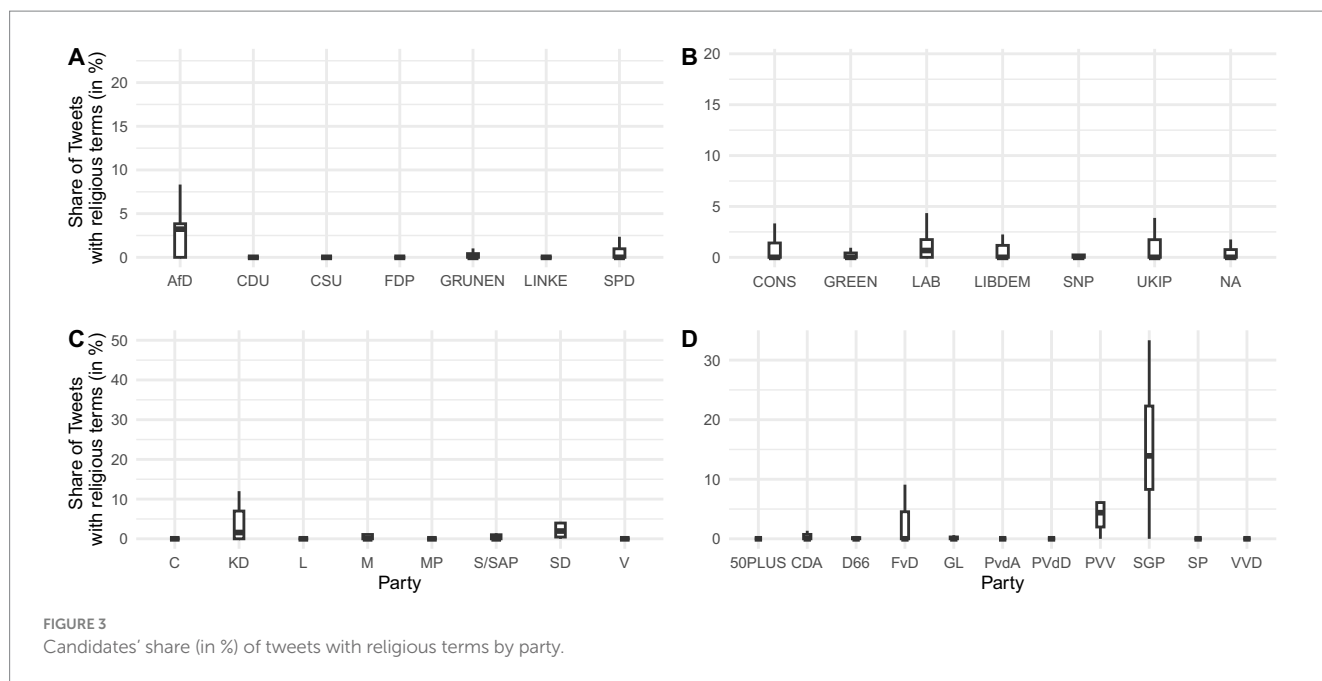 A
Share of Tweets
with religious terms (in %)
20
15
10
5
0
AfD CDU CSU FDP GRUNEN LINKE SPD
B
20
15
10
5
0
CONS GREEN LAB LIBDEM SNP UKIP NA
C
Share of Tweets
with religious terms (in %)
50
40
30
20
10
0
C KD L M MP S/SAP SD V
Party
D
30
20
10
0
50PLUS CDA D66 FvD GL PvdA PVdD PVV SGP SP VVD
Party
FIGURE 3
Candidates' share (in %) of tweets with religious terms by party.